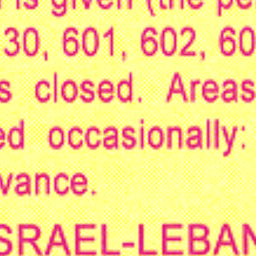 is given (the pe
30, 601, 602, 60
s closed. Areas
ed occasionally:
vance.
SRAEL-LEBAN